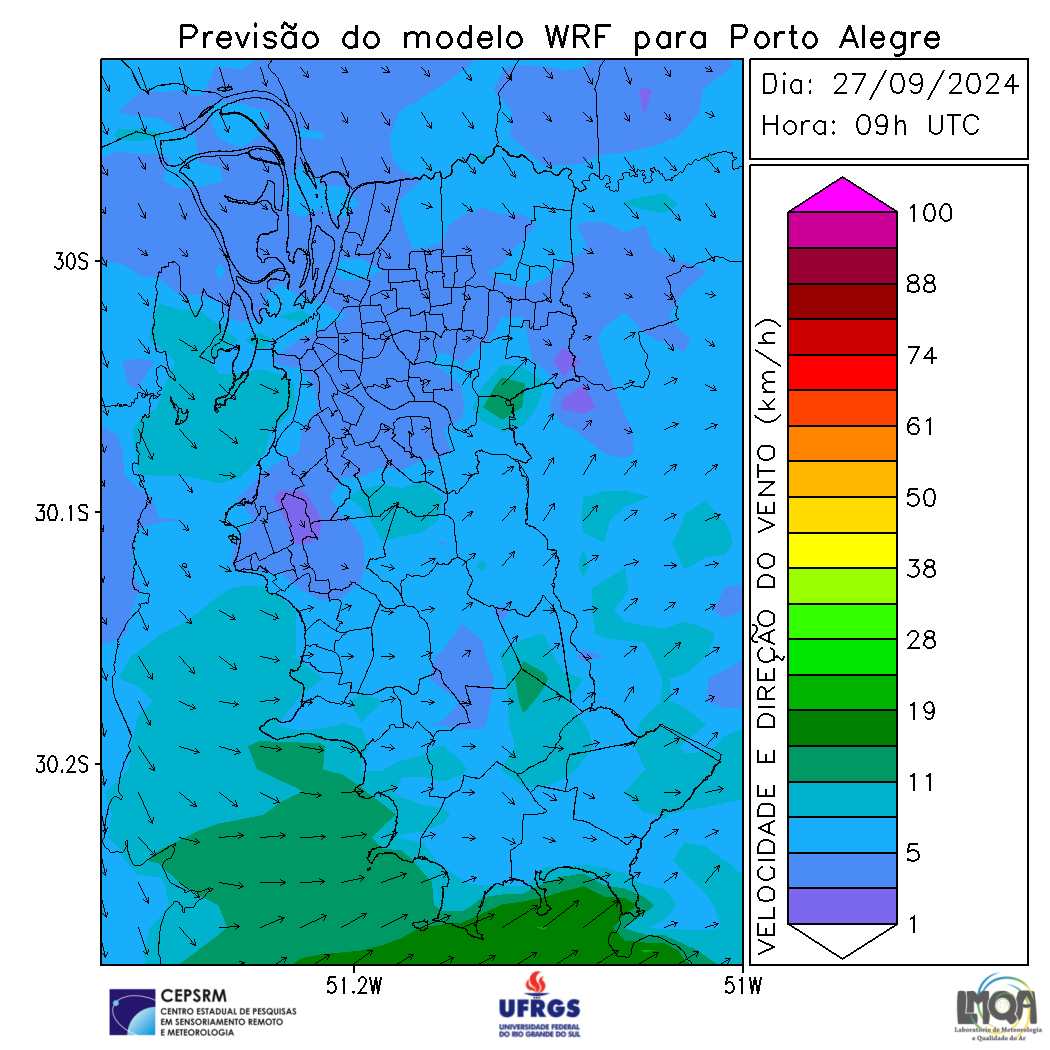 Previsão do modelo WRF para Porto Alegre
Dia: 27/09/2024
Hora: 09h UTC
VELOCIDADE E DIREÇÃO DO VENTO (km/h)
100
88
74
61
50
38
28
19
11
5
1
30S
30.1S
30.2S
51.2W
51W
CEPSRM
CENTRO ESTADUAL DE PESQUISAS
EM SENSORIAMENTO REMOTO
E METEOROLOGIA
UFRGS
UNIVERSIDADE FEDERAL
DO RIO GRANDE DO SUL
LMQA
Laboratório de Meteorologia
e Qualidade do Ar